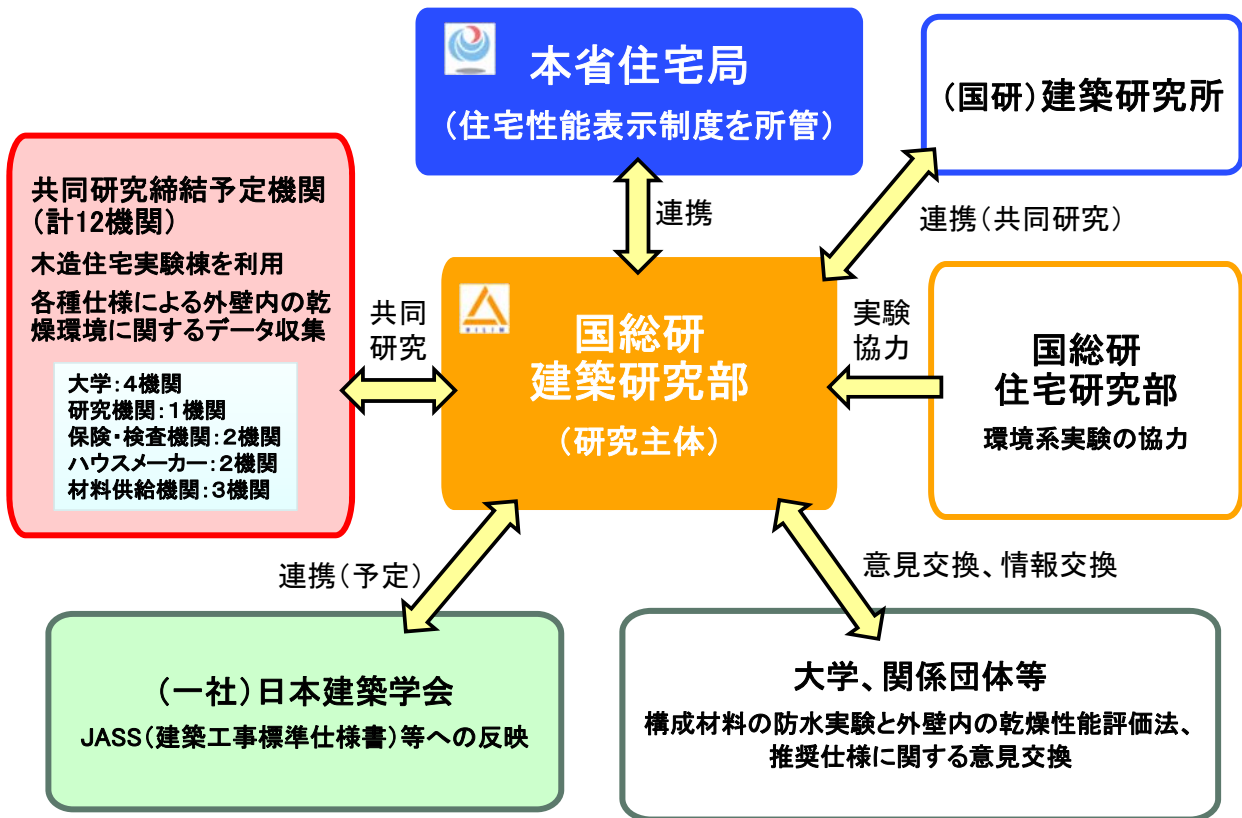 本省住宅局
（住宅性能表示制度を所管）
（国研）建築研究所
共同研究締結予定機関
（計12機関）
木造住宅実験棟を利用
各種仕様による外壁内の乾
燥環境に関するデータ収集
大学：4機関
研究機関：1機関
保険・検査機関：2機関
ハウスメーカー：2機関
材料供給機関：3機関
連携
連携（共同研究）
共同
研究
NILIM
国総研
建築研究部
（研究主体）
実験
協力
国総研
住宅研究部
環境系実験の協力
連携（予定）
意見交換、情報交換
（一社）日本建築学会
JASS（建築工事標準仕様書）等への反映
大学、関係団体等
構成材料の防水実験と外壁内の乾燥性能評価法、
推奨仕様に関する意見交換